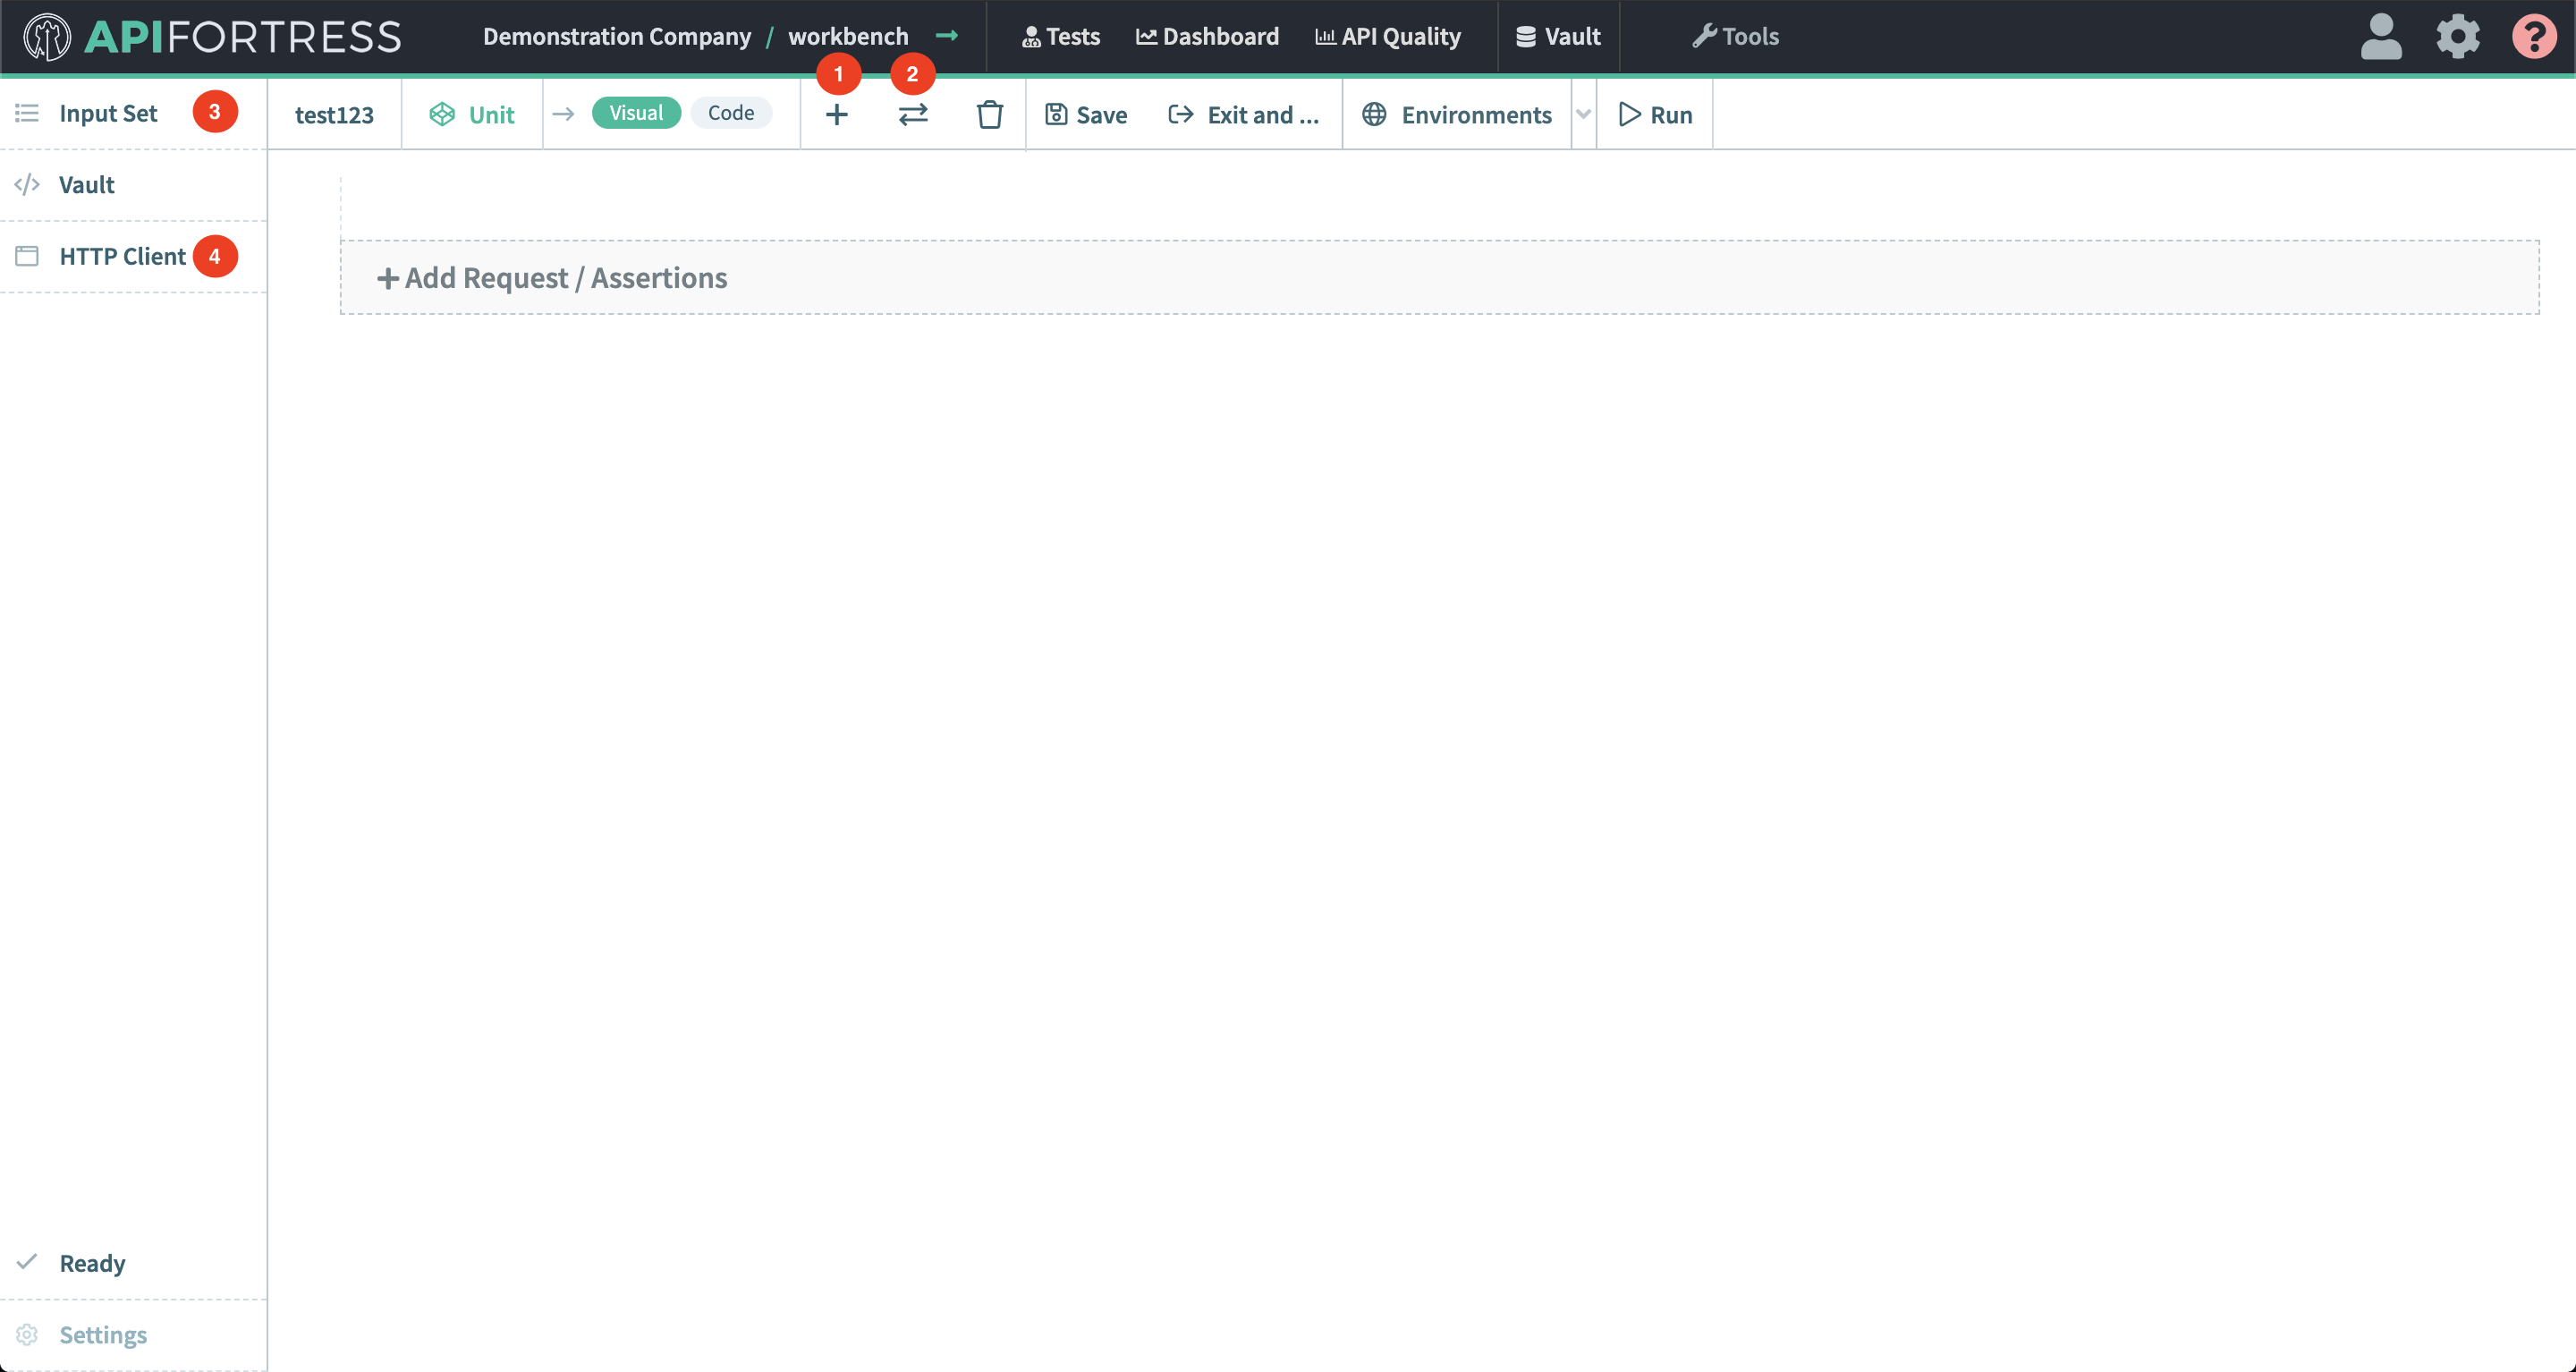 APIFORTRESS Demonstration Company / workbench → Tests Dashboard API Quality Vault Tools ?
1 2
Input Set 3 test123 Unit → Visual Code + Save Exit and ... Environments Run
</> Vault
HTTP Client 4
+ Add Request / Assertions
Ready
Settings